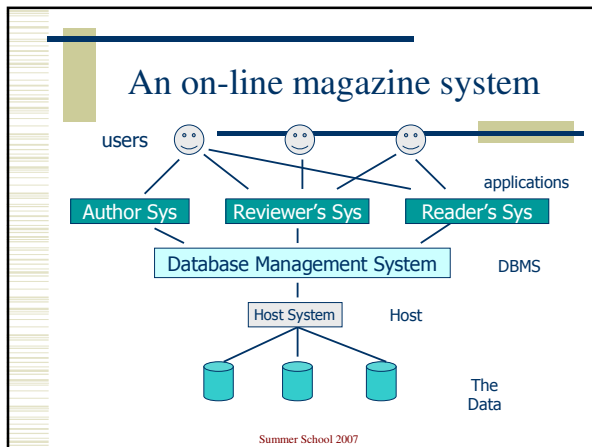 An on-line magazine system
users
applications
Author Sys Reviewer's Sys Reader's Sys
Database Management System DBMS
Host System Host
The
Data
Summer School 2007